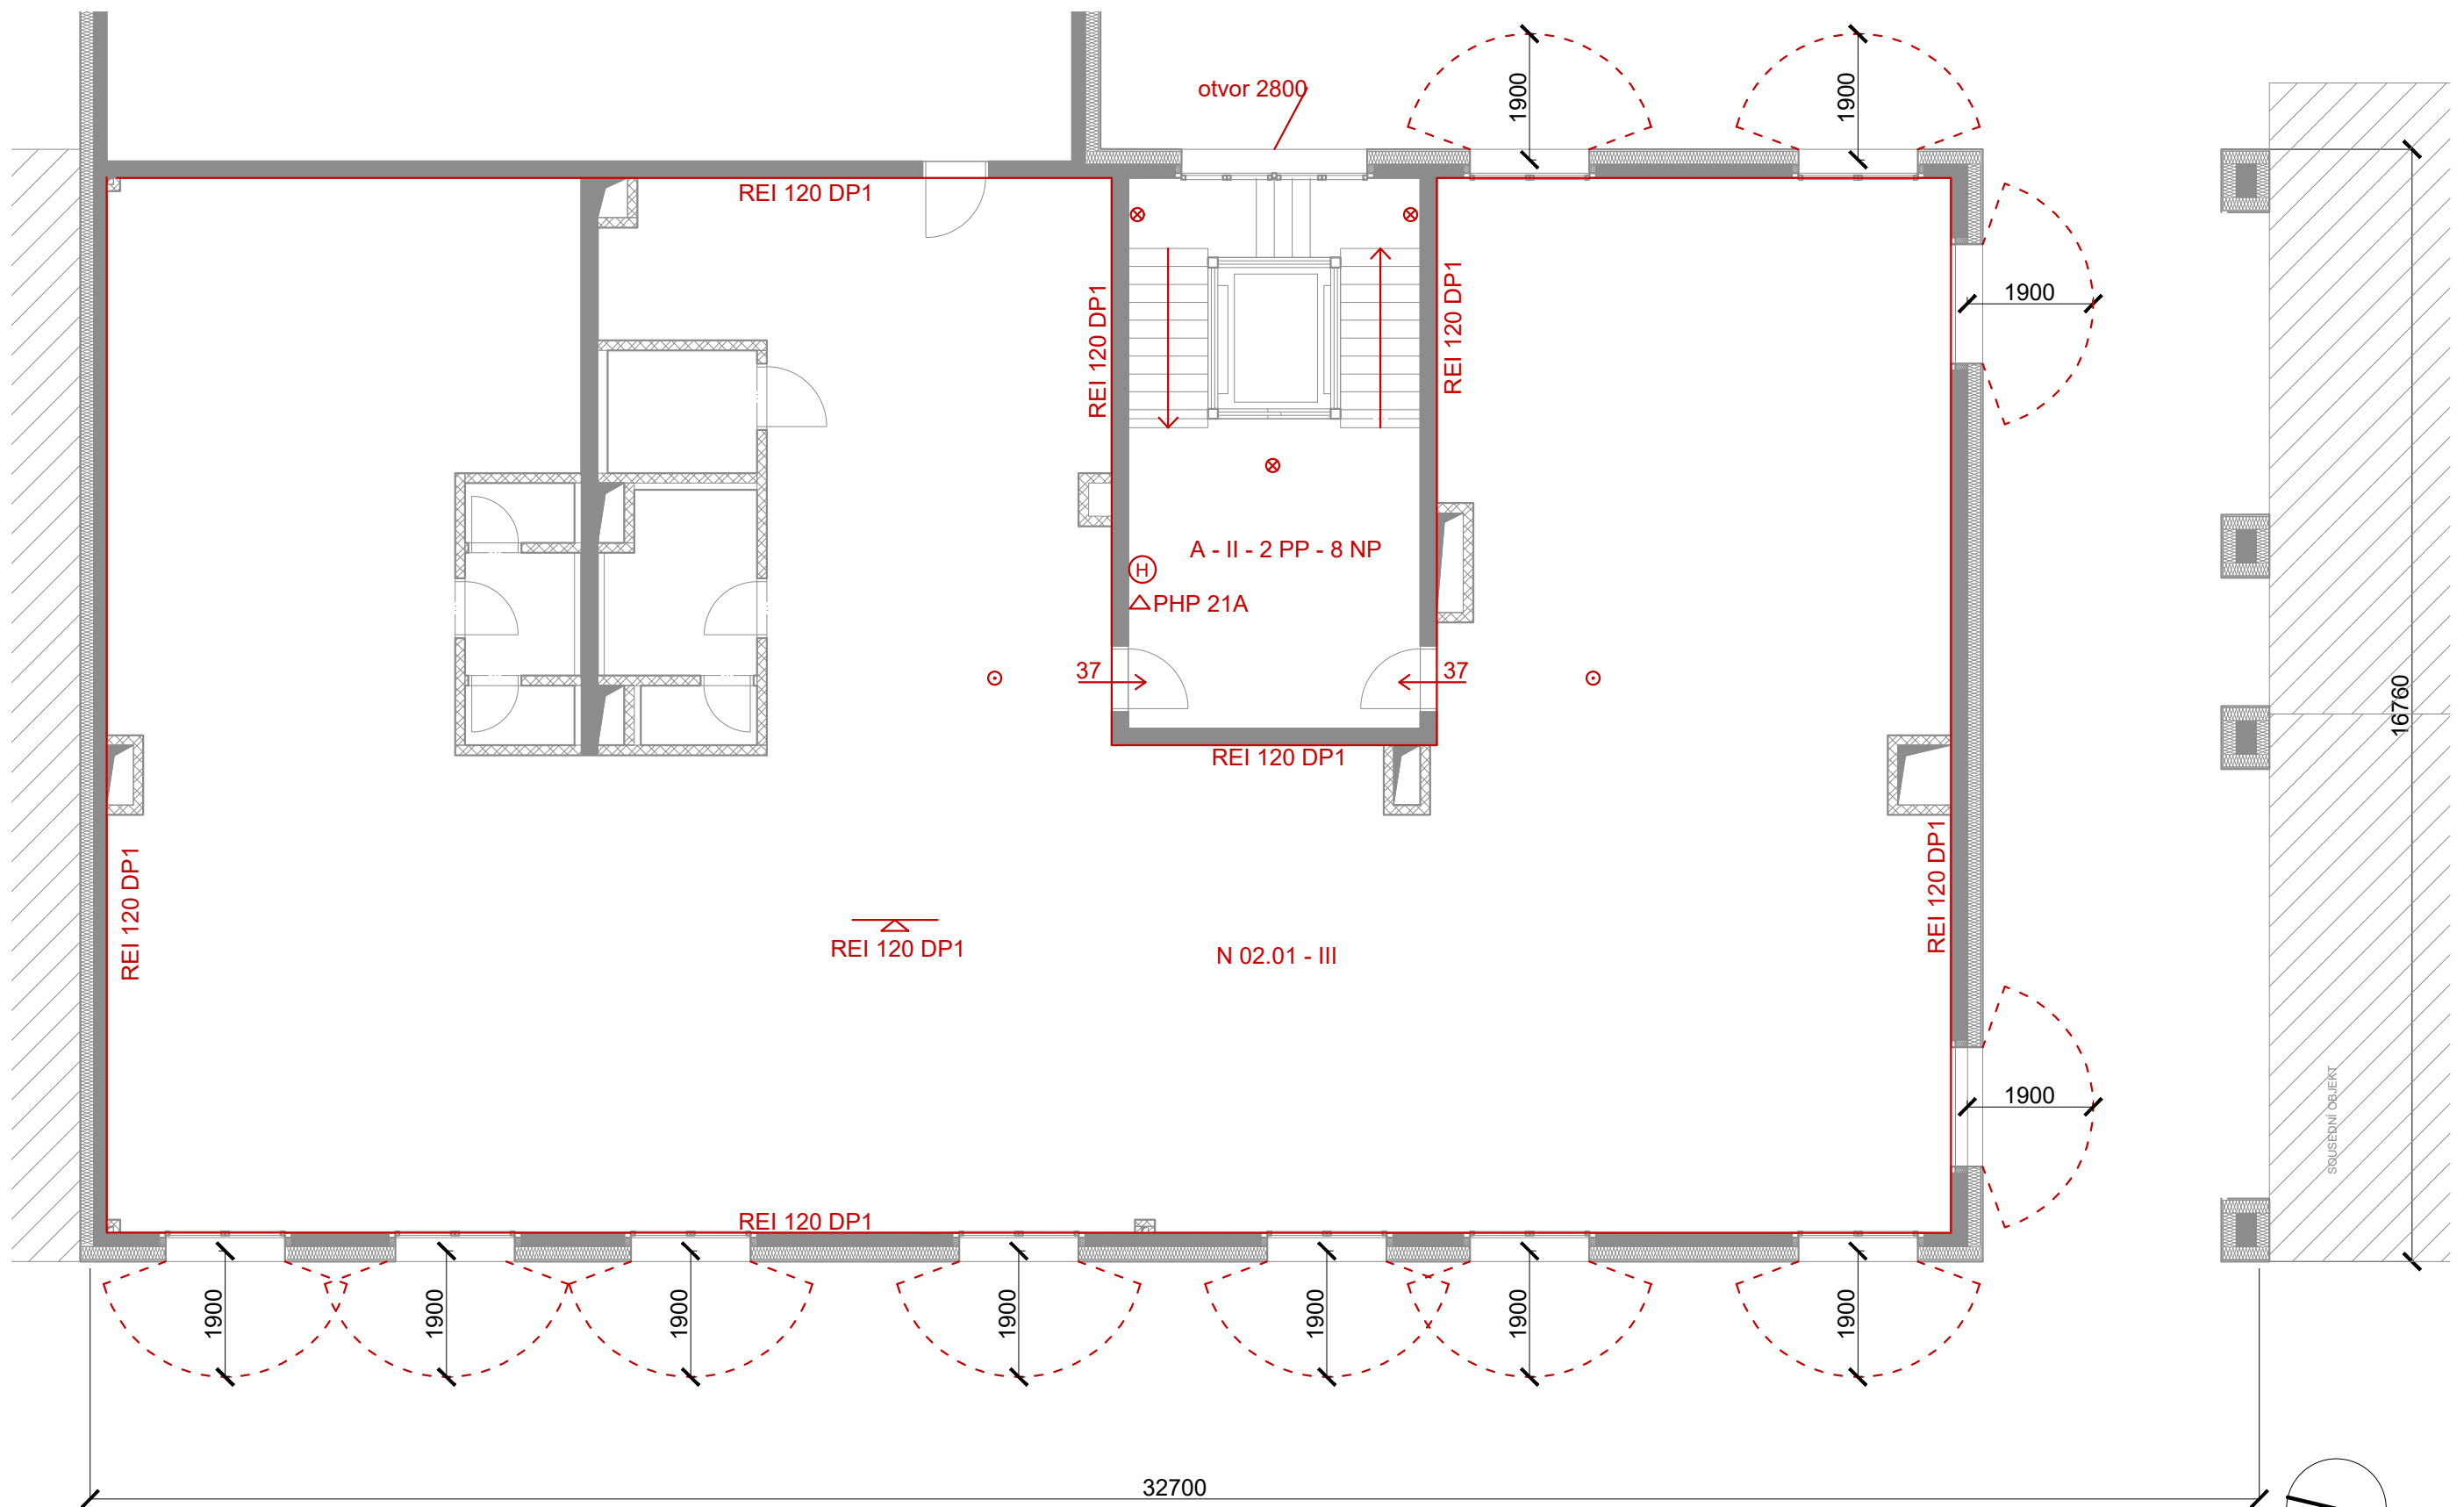 otvor 2800
1900
1900
REI 120 DP1
REI 120 DP1
REI 120 DP1
1900
A - II - 2 PP - 8 NP
H
PHP 21A
37
37
16760
REI 120 DP1
REI 120 DP1
REI 120 DP1
REI 120 DP1
N 02.01 - III
1900
SOUSEDNÍ OBJEKT
REI 120 DP1
1900
1900
1900
1900
1900
1900
1900
32700